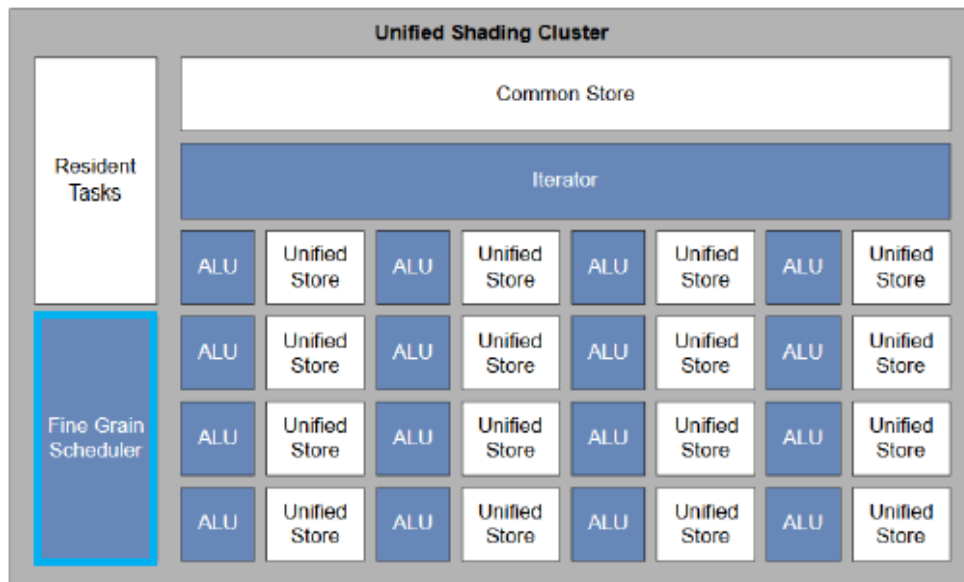 Unified Shading Cluster
Resident
Tasks
Common Store
Iterator
ALU
Unified
Store
ALU
Unified
Store
ALU
Unified
Store
ALU
Unified
Store
Fine Grain
Scheduler
ALU
Unified
Store
ALU
Unified
Store
ALU
Unified
Store
ALU
Unified
Store
ALU
Unified
Store
ALU
Unified
Store
ALU
Unified
Store
ALU
Unified
Store
ALU
Unified
Store
ALU
Unified
Store
ALU
Unified
Store
ALU
Unified
Store